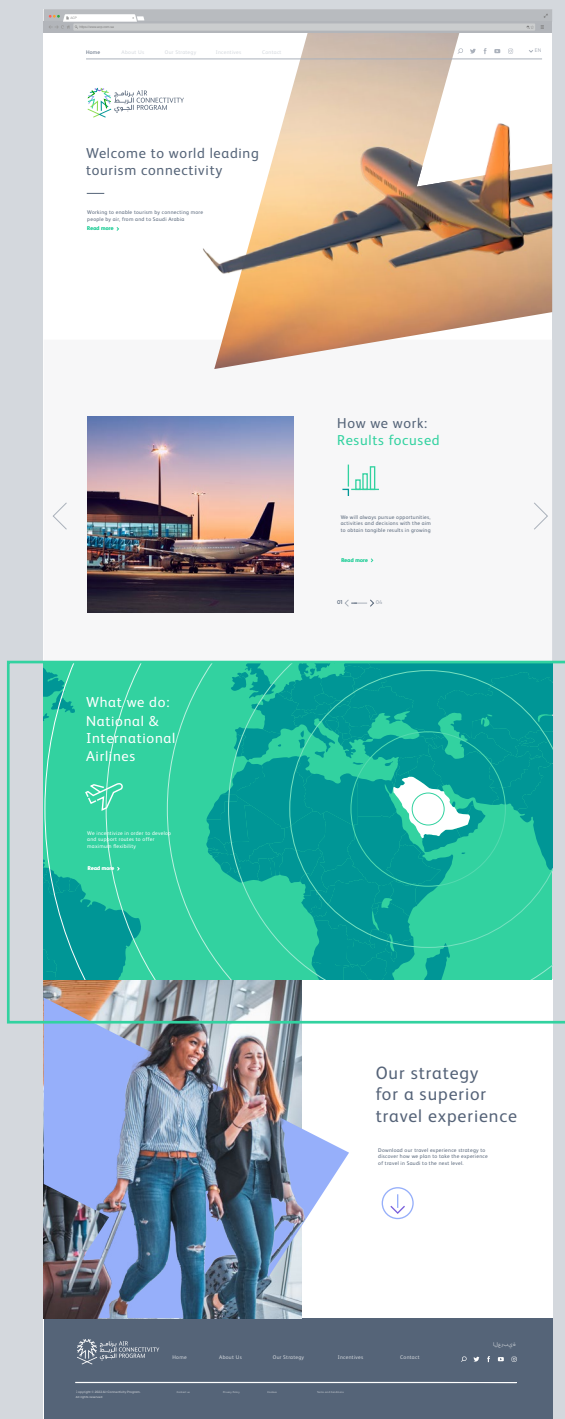 Home About Us Our Strategy Incentives Contact
EN
برنامج AIR
الربط CONNECTIVITY
الجوي PROGRAM
Welcome to world leading
tourism connectivity
Working to enable tourism by connecting more
people by air, from and to Saudi Arabia
Read more
How we work:
Results focused
We will always pursue opportunities,
activities and decisions with the aim
to obtain tangible results in growing
Read more
01
What we do:
National &
International
Airlines
We incentivize in order to develop
and support routes to offer
maximum flexibility
Read more
Our strategy
for a superior
travel experience
Download our travel experience strategy to
discover how we plan to take the experience
of travel in Saudi to the next level
برنامج AIR
الربط CONNECTIVITY
الجوي PROGRAM
Home About Us Our Strategy Incentives Contact
All rights reserved